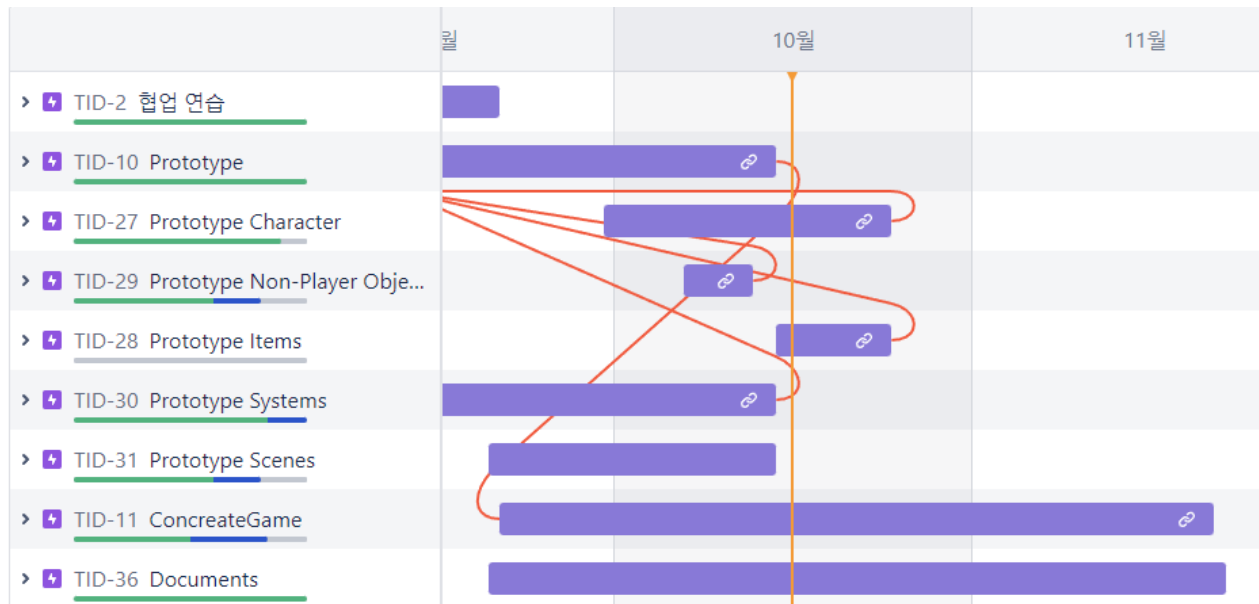 월
10월
11월
TID-2 협업 연습
TID-10 Prototype
TID-27 Prototype Character
TID-29 Prototype Non-Player Obje...
TID-28 Prototype Items
TID-30 Prototype Systems
TID-31 Prototype Scenes
TID-11 ConcreateGame
TID-36 Documents